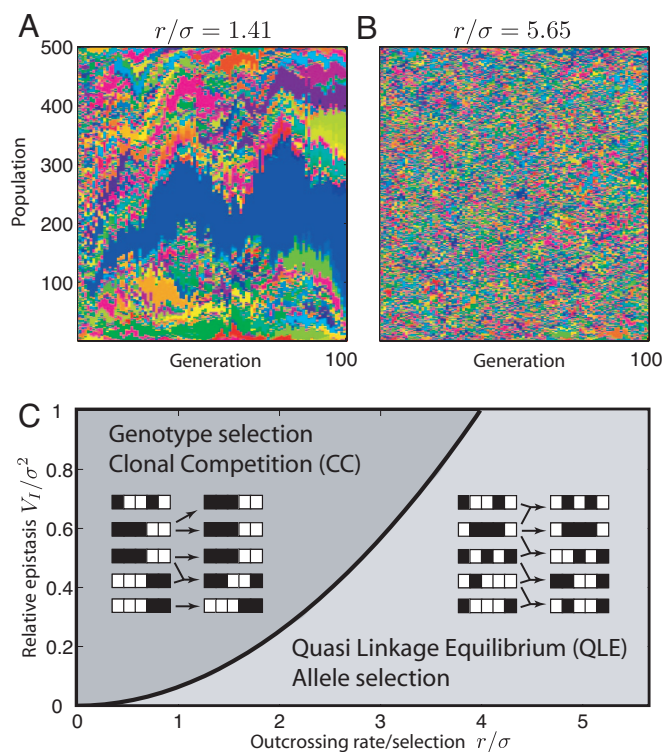 A
r/σ = 1.41
B
r/σ = 5.65
500
400
300
200
100
Population
Generation
100
Generation
100
C
1
0.8
0.6
0.4
0.2
0
Relative epistasis V_I/σ²
Genotype selection
Clonal Competition (CC)
Quasi Linkage Equilibrium (QLE)
Allele selection
0 1 2 3 4 5
Outcrossing rate/selection r/σ